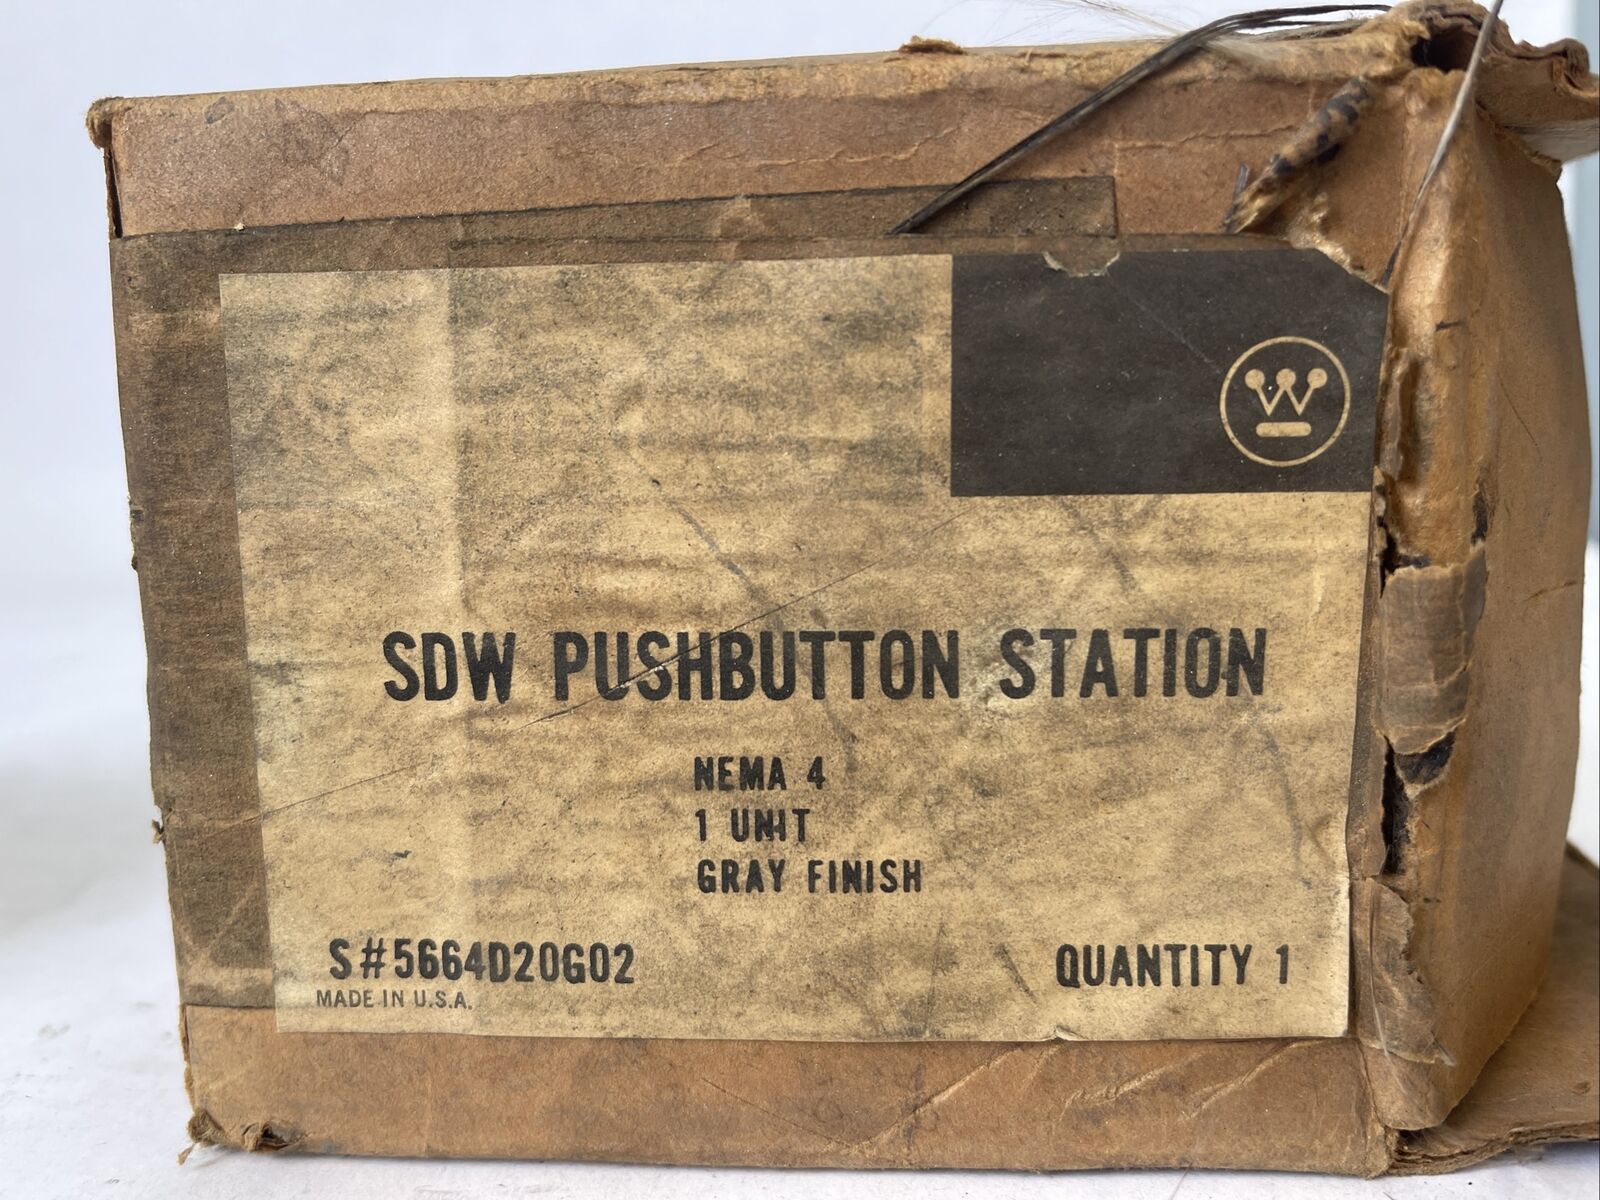 W
SDW PUSHBUTTON STATION
NEMA 4
1 UNIT
GRAY FINISH
S#5664D20G02
QUANTITY 1
MADE IN U.S.A.